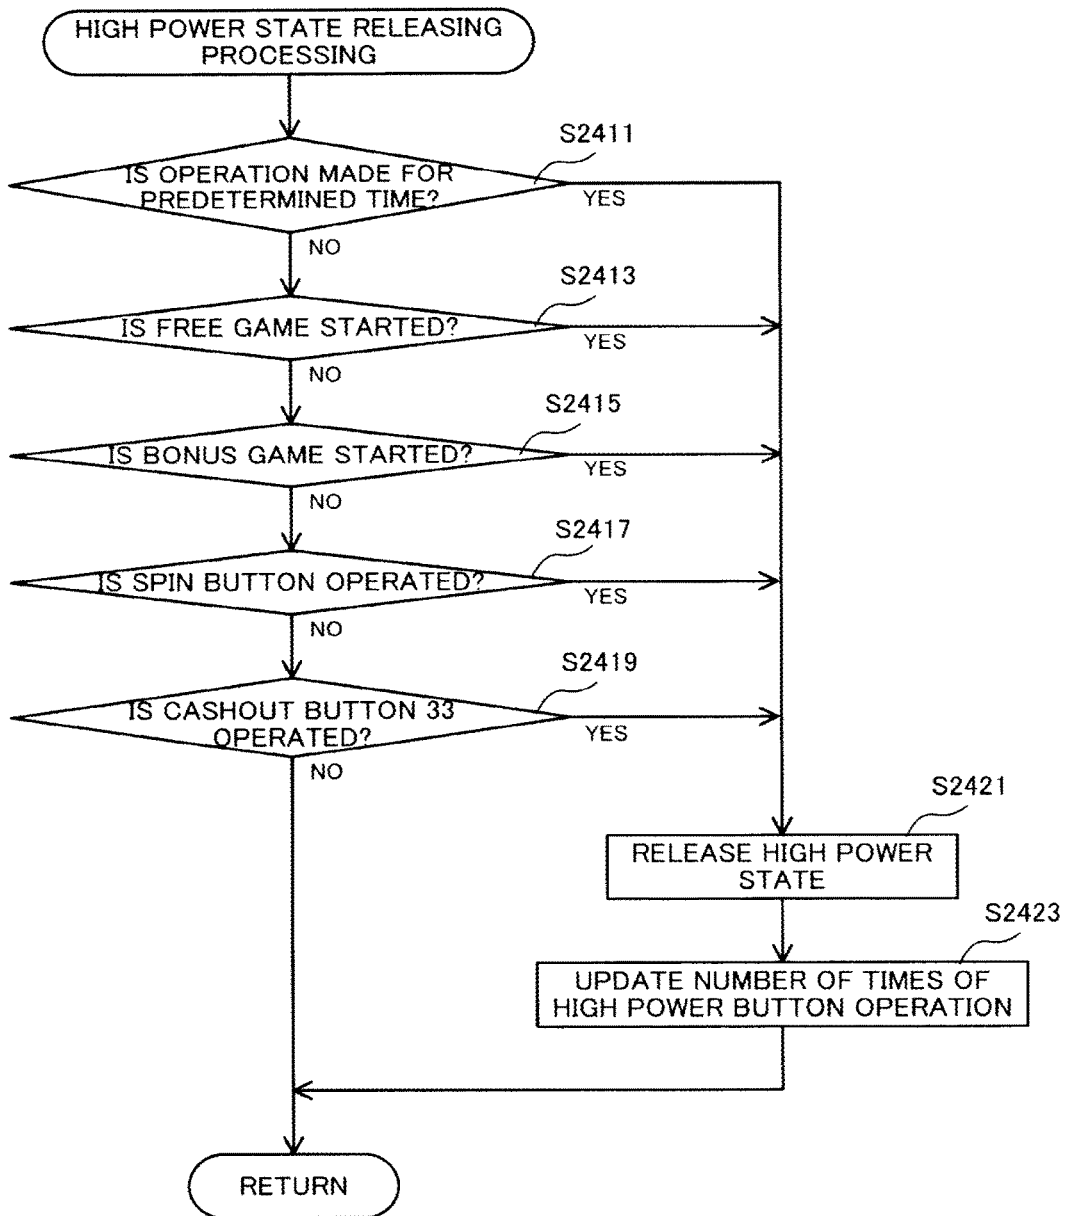 HIGH POWER STATE RELEASING
PROCESSING
S2411
IS OPERATION MADE FOR
PREDETERMINED TIME?
YES
NO
S2413
IS FREE GAME STARTED?
YES
NO
S2415
IS BONUS GAME STARTED?
YES
NO
S2417
IS SPIN BUTTON OPERATED?
YES
NO
S2419
IS CASHOUT BUTTON 33
OPERATED?
YES
NO
S2421
RELEASE HIGH POWER
STATE
S2423
UPDATE NUMBER OF TIMES OF
HIGH POWER BUTTON OPERATION
RETURN